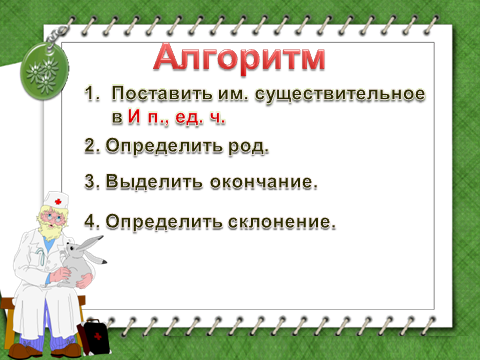 Алгоритм
1. Поставить им. существительное
в И п., ед. ч.
2. Определить род.
3. Выделить окончание.
4. Определить склонение.